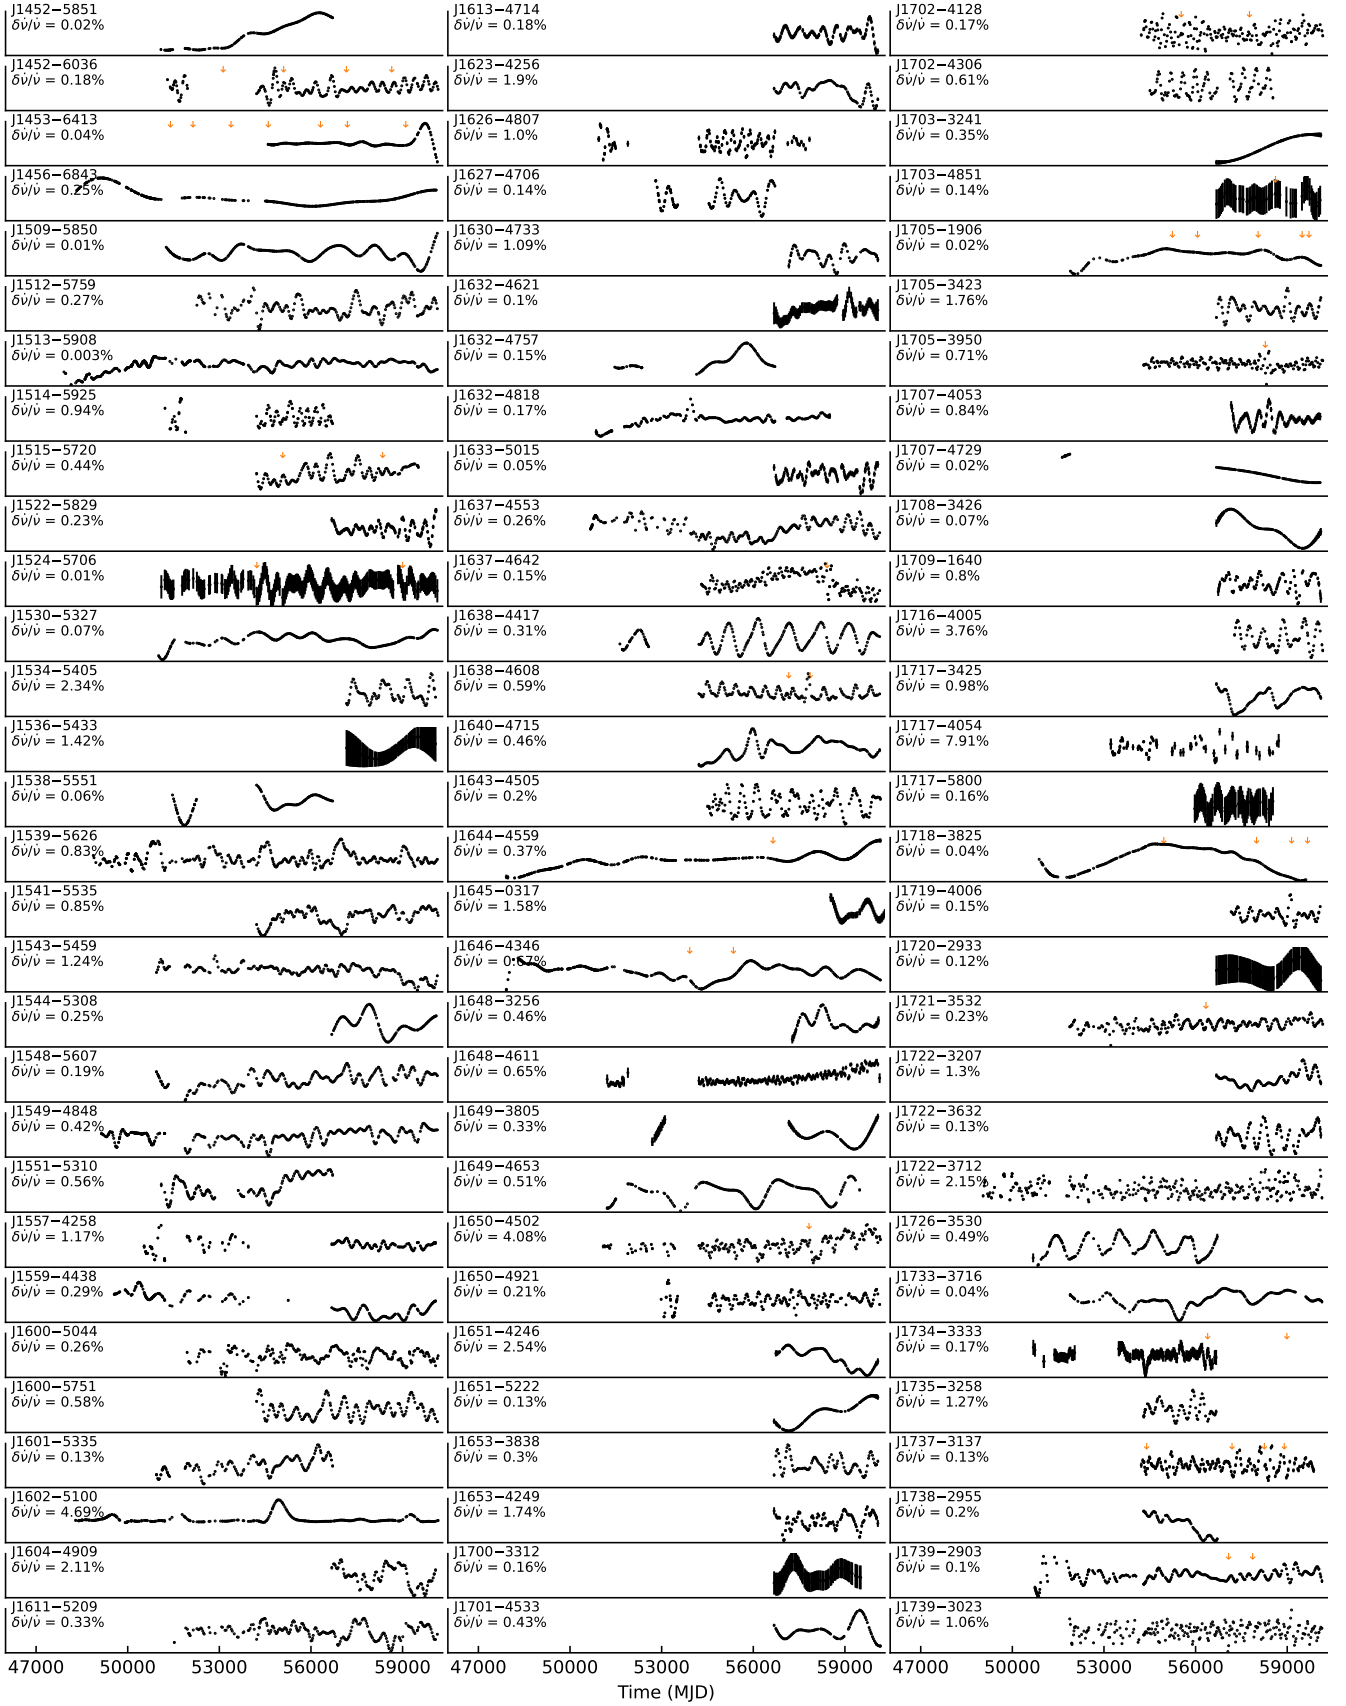 J1452−5851
δν̇/ν̇ = 0.02%
J1452−6036
δν̇/ν̇ = 0.18%
J1453−6413
δν̇/ν̇ = 0.04%
J1456−6843
δν̇/ν̇ = 0.25%
J1509−5850
δν̇/ν̇ = 0.01%
J1512−5759
δν̇/ν̇ = 0.27%
J1513−5908
δν̇/ν̇ = 0.003%
J1514−5925
δν̇/ν̇ = 0.94%
J1515−5720
δν̇/ν̇ = 0.44%
J1522−5829
δν̇/ν̇ = 0.23%
J1524−5706
δν̇/ν̇ = 0.01%
J1530−5327
δν̇/ν̇ = 0.07%
J1534−5405
δν̇/ν̇ = 2.34%
J1536−5433
δν̇/ν̇ = 1.42%
J1538−5551
δν̇/ν̇ = 0.06%
J1539−5626
δν̇/ν̇ = 0.83%
J1541−5535
δν̇/ν̇ = 0.85%
J1543−5459
δν̇/ν̇ = 1.24%
J1544−5308
δν̇/ν̇ = 0.25%
J1548−5607
δν̇/ν̇ = 0.19%
J1549−4848
δν̇/ν̇ = 0.42%
J1551−5310
δν̇/ν̇ = 0.56%
J1557−4258
δν̇/ν̇ = 1.17%
J1559−4438
δν̇/ν̇ = 0.29%
J1600−5044
δν̇/ν̇ = 0.26%
J1600−5751
δν̇/ν̇ = 0.58%
J1601−5335
δν̇/ν̇ = 0.13%
J1602−5100
δν̇/ν̇ = 4.69%
J1604−4909
δν̇/ν̇ = 2.11%
J1611−5209
δν̇/ν̇ = 0.33%
47000 50000 53000 56000 59000
J1613−4714
δν̇/ν̇ = 0.18%
J1623−4256
δν̇/ν̇ = 1.9%
J1626−4807
δν̇/ν̇ = 1.0%
J1627−4706
δν̇/ν̇ = 0.14%
J1630−4733
δν̇/ν̇ = 1.09%
J1632−4621
δν̇/ν̇ = 0.1%
J1632−4757
δν̇/ν̇ = 0.15%
J1632−4818
δν̇/ν̇ = 0.17%
J1633−5015
δν̇/ν̇ = 0.05%
J1637−4553
δν̇/ν̇ = 0.26%
J1637−4642
δν̇/ν̇ = 0.15%
J1638−4417
δν̇/ν̇ = 0.31%
J1638−4608
δν̇/ν̇ = 0.59%
J1640−4715
δν̇/ν̇ = 0.46%
J1643−4505
δν̇/ν̇ = 0.2%
J1644−4559
δν̇/ν̇ = 0.37%
J1645−0317
δν̇/ν̇ = 1.58%
J1646−4346
δν̇/ν̇ = 0.67%
J1648−3256
δν̇/ν̇ = 0.46%
J1648−4611
δν̇/ν̇ = 0.65%
J1649−3805
δν̇/ν̇ = 0.33%
J1649−4653
δν̇/ν̇ = 0.51%
J1650−4502
δν̇/ν̇ = 4.08%
J1650−4921
δν̇/ν̇ = 0.21%
J1651−4246
δν̇/ν̇ = 2.54%
J1651−5222
δν̇/ν̇ = 0.13%
J1653−3838
δν̇/ν̇ = 0.3%
J1653−4249
δν̇/ν̇ = 1.74%
J1700−3312
δν̇/ν̇ = 0.16%
J1701−4533
δν̇/ν̇ = 0.43%
47000 50000 53000 56000 59000
Time (MJD)
J1702−4128
δν̇/ν̇ = 0.17%
J1702−4306
δν̇/ν̇ = 0.61%
J1703−3241
δν̇/ν̇ = 0.35%
J1703−4851
δν̇/ν̇ = 0.14%
J1705−1906
δν̇/ν̇ = 0.02%
J1705−3423
δν̇/ν̇ = 1.76%
J1705−3950
δν̇/ν̇ = 0.71%
J1707−4053
δν̇/ν̇ = 0.84%
J1707−4729
δν̇/ν̇ = 0.02%
J1708−3426
δν̇/ν̇ = 0.07%
J1709−1640
δν̇/ν̇ = 0.8%
J1716−4005
δν̇/ν̇ = 3.76%
J1717−3425
δν̇/ν̇ = 0.98%
J1717−4054
δν̇/ν̇ = 7.91%
J1717−5800
δν̇/ν̇ = 0.16%
J1718−3825
δν̇/ν̇ = 0.04%
J1719−4006
δν̇/ν̇ = 0.15%
J1720−2933
δν̇/ν̇ = 0.12%
J1721−3532
δν̇/ν̇ = 0.23%
J1722−3207
δν̇/ν̇ = 1.3%
J1722−3632
δν̇/ν̇ = 0.13%
J1722−3712
δν̇/ν̇ = 2.15%
J1726−3530
δν̇/ν̇ = 0.49%
J1733−3716
δν̇/ν̇ = 0.04%
J1734−3333
δν̇/ν̇ = 0.17%
J1735−3258
δν̇/ν̇ = 1.27%
J1737−3137
δν̇/ν̇ = 0.13%
J1738−2955
δν̇/ν̇ = 0.2%
J1739−2903
δν̇/ν̇ = 0.1%
J1739−3023
δν̇/ν̇ = 1.06%
47000 50000 53000 56000 59000